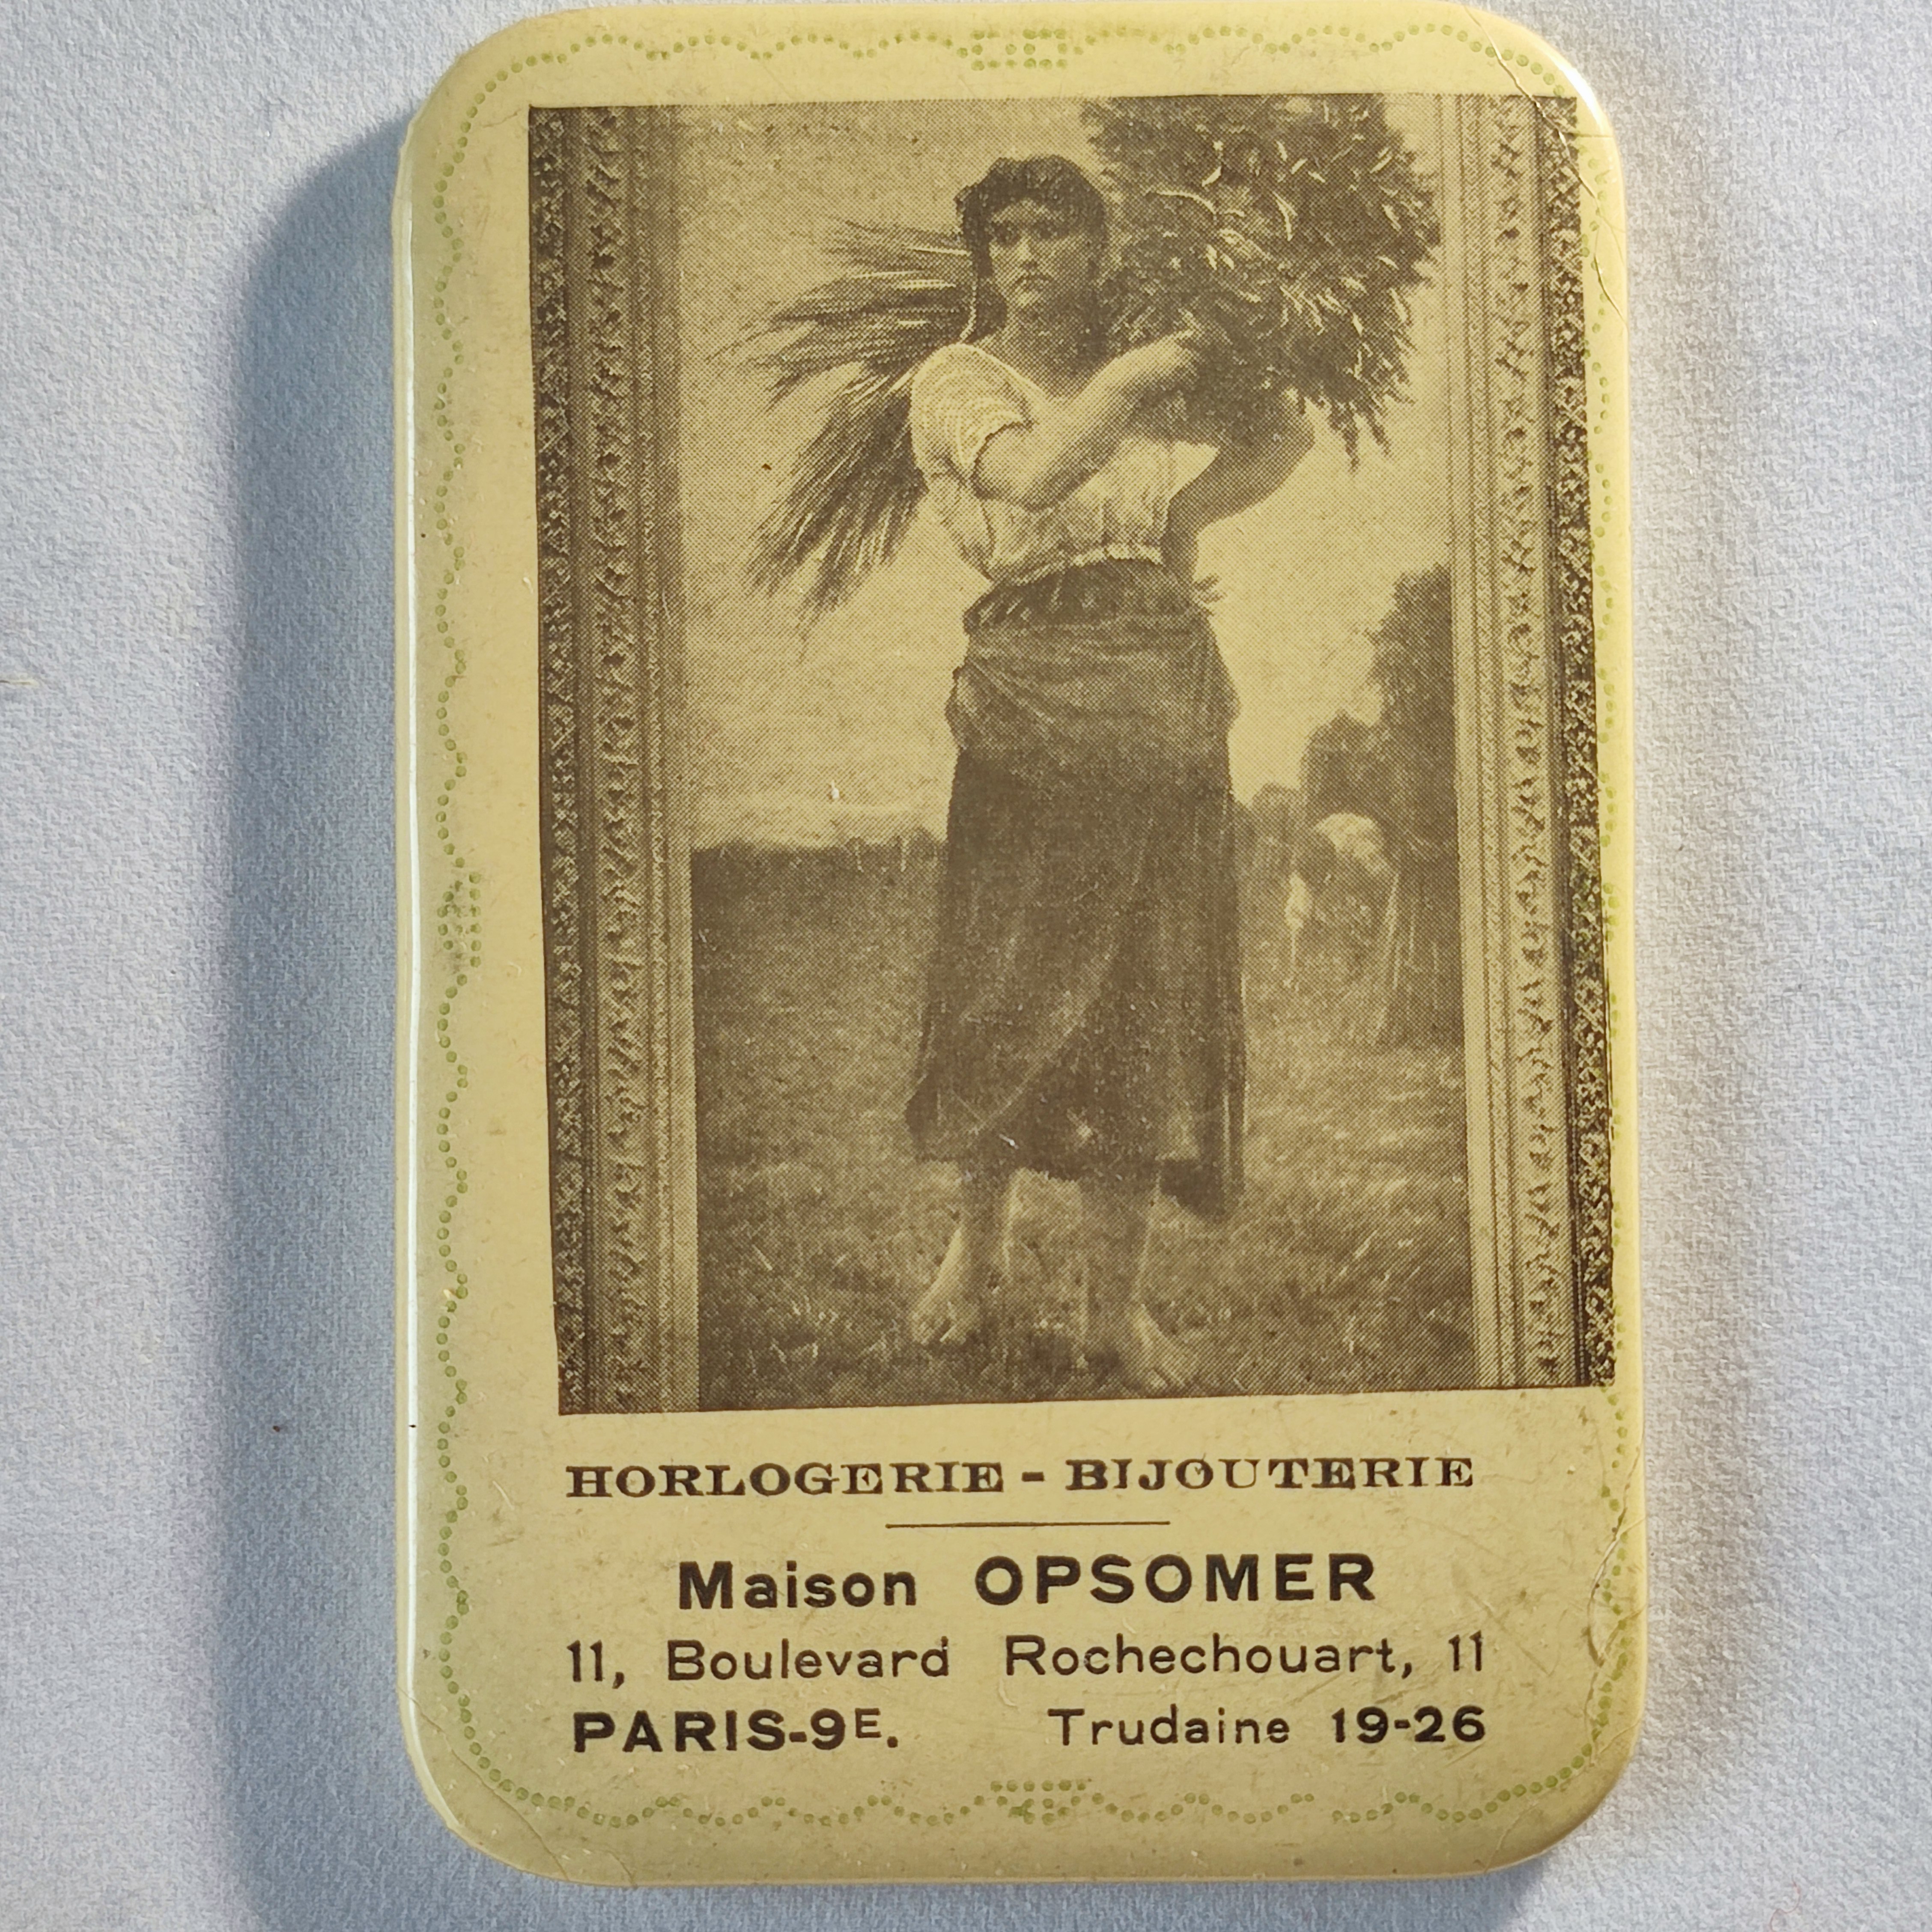 HORLOGERIE - BIJOUTERIE
Maison OPSOMER
11, Boulevard Rochechouart, 11
PARIS-9E. Trudaine 19-26